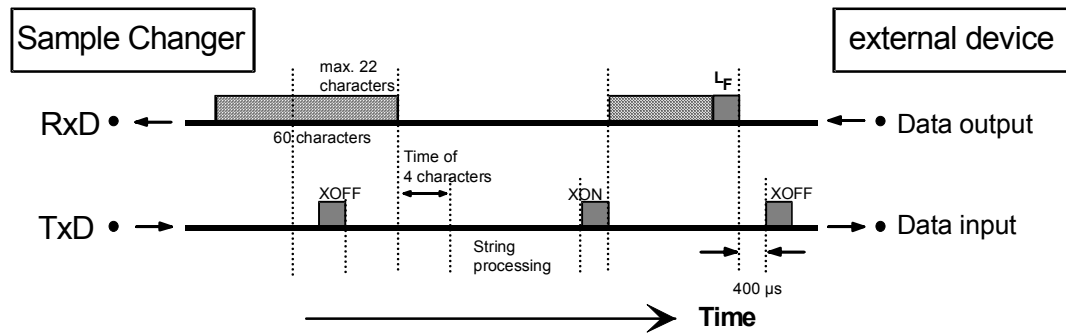 Sample Changer
external device
max. 22
characters
LF
RxD
Data output
60 characters
Time of
4 characters
XOFF
XON
XOFF
TxD
Data input
String
processing
400 µs
Time